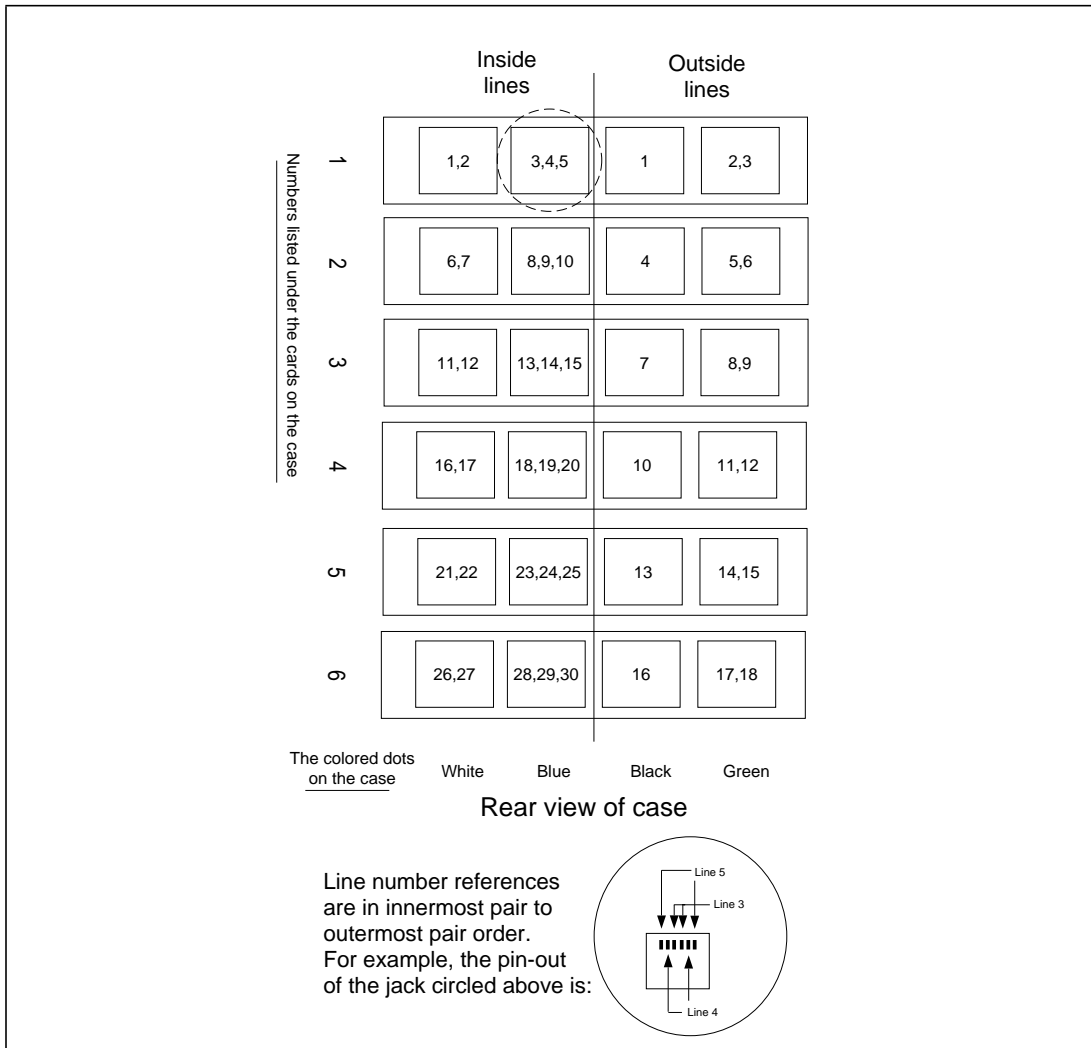 Inside
lines
Outside
lines
Numbers listed under the cards on the case
1
1,2
3,4,5
1
2,3
2
6,7
8,9,10
4
5,6
3
11,12
13,14,15
7
8,9
4
16,17
18,19,20
10
11,12
5
21,22
23,24,25
13
14,15
6
26,27
28,29,30
16
17,18
The colored dots
on the case
White
Blue
Black
Green
Rear view of case
Line number references
are in innermost pair to
outermost pair order.
For example, the pin-out
of the jack circled above is:
Line 5
Line 3
Line 4